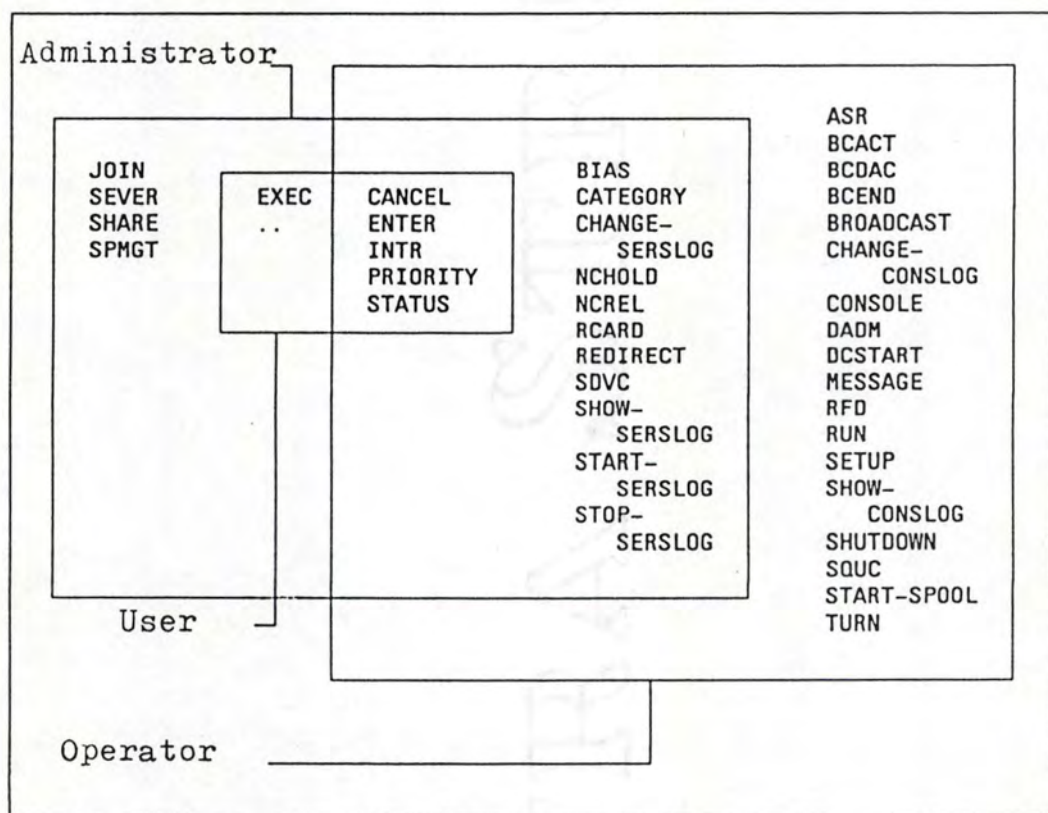 Administrator
JOIN
SEVER
SHARE
SPMGT
EXEC
..
CANCEL
ENTER
INTR
PRIORITY
STATUS
BIAS
CATEGORY
CHANGE-
SERSLOG
NCHOLD
NCREL
RCARD
REDIRECT
SDVC
SHOW-
SERSLOG
START-
SERSLOG
STOP-
SERSLOG
ASR
BCACT
BCDAC
BCEND
BROADCAST
CHANGE-
CONSLOG
CONSOLE
DADM
DCSTART
MESSAGE
RFD
RUN
SETUP
SHOW-
CONSLOG
SHUTDOWN
SQUC
START-SPOOL
TURN
User
Operator